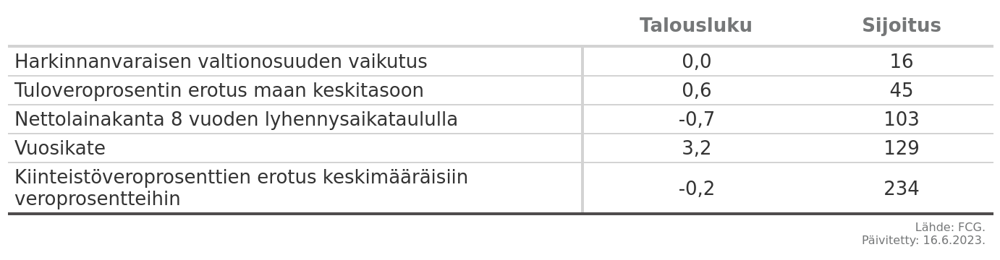 Talousluku Sijoitus
Harkinnanvaraisen valtionosuuden vaikutus 0,0 16
Tuloveroprosentin erotus maan keskitasoon 0,6 45
Nettolainakanta 8 vuoden lyhennysaikataululla -0,7 103
Vuosikate 3,2 129
Kiinteistöveroprosenttien erotus keskimääräisiin
veroprosentteihin -0,2 234
Lähde: FCG.
Päivitetty: 16.6.2023.